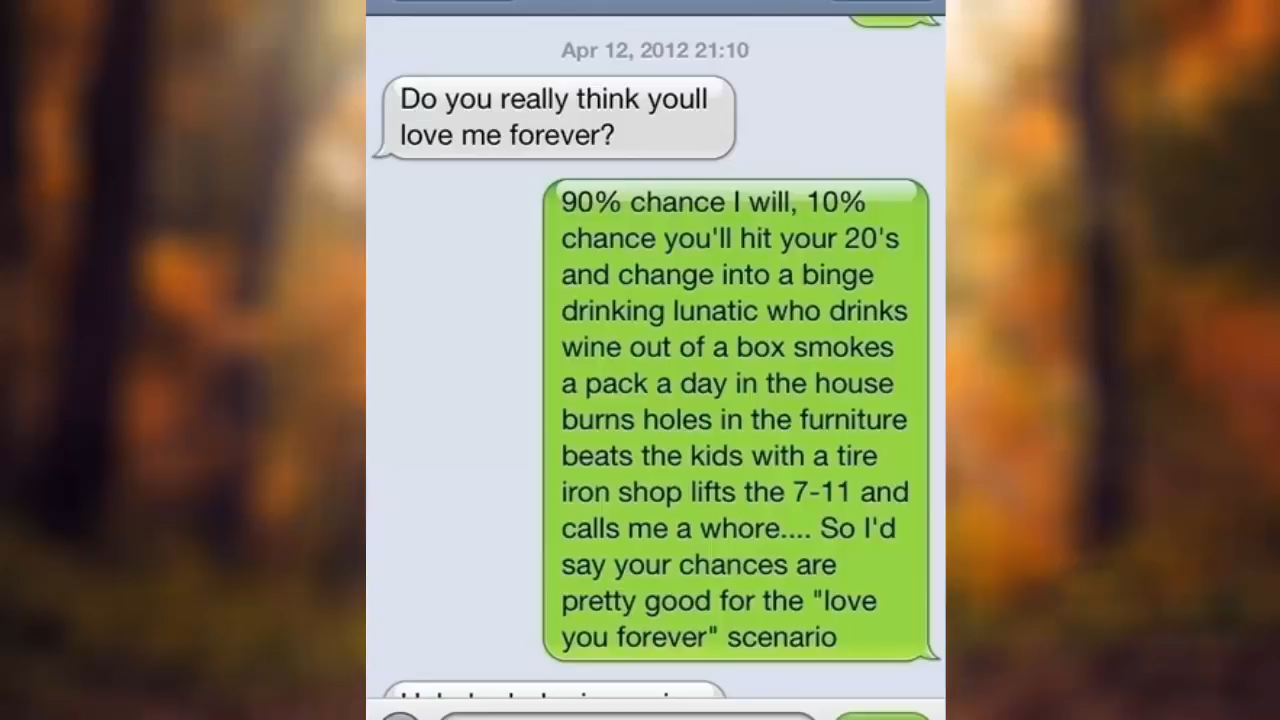 Apr 12, 2012 21:10
Do you really think youll
love me forever?
90% chance I will, 10%
chance you'll hit your 20's
and change into a binge
drinking lunatic who drinks
wine out of a box smokes
a pack a day in the house
burns holes in the furniture
beats the kids with a tire
iron shop lifts the 7-11 and
calls me a whore.... So I'd
say your chances are
pretty good for the "love
you forever" scenario